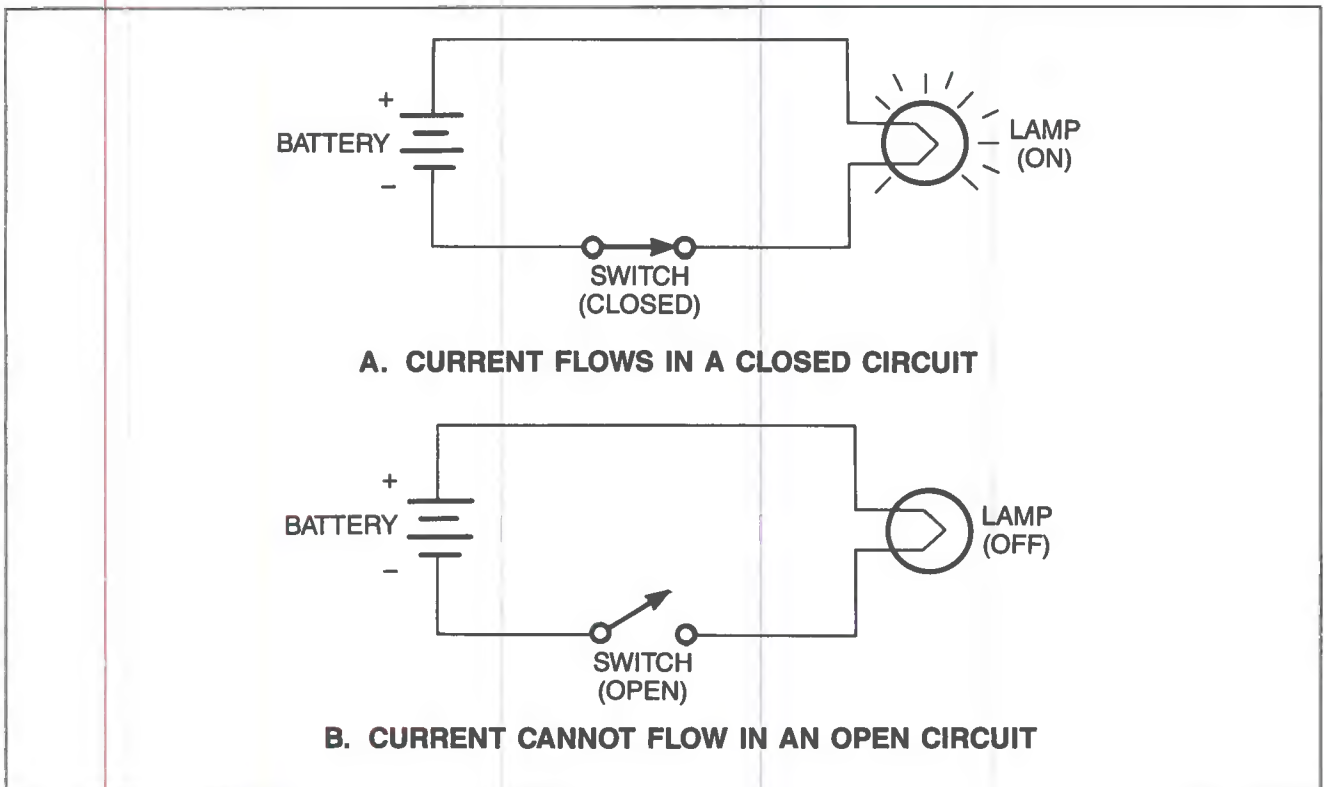 +
BATTERY
–
LAMP
(ON)
SWITCH
(CLOSED)
A. CURRENT FLOWS IN A CLOSED CIRCUIT
+
BATTERY
–
LAMP
(OFF)
SWITCH
(OPEN)
B. CURRENT CANNOT FLOW IN AN OPEN CIRCUIT